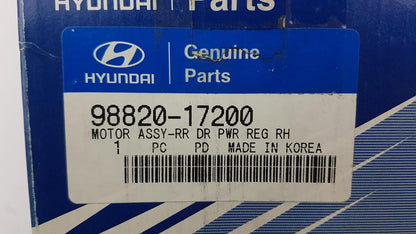 HYUNDAI Parts
HYUNDAI
Genuine
Parts
98820-17200
MOTOR ASSY-RR DR PWR REG RH
1 PC PD MADE IN KOREA